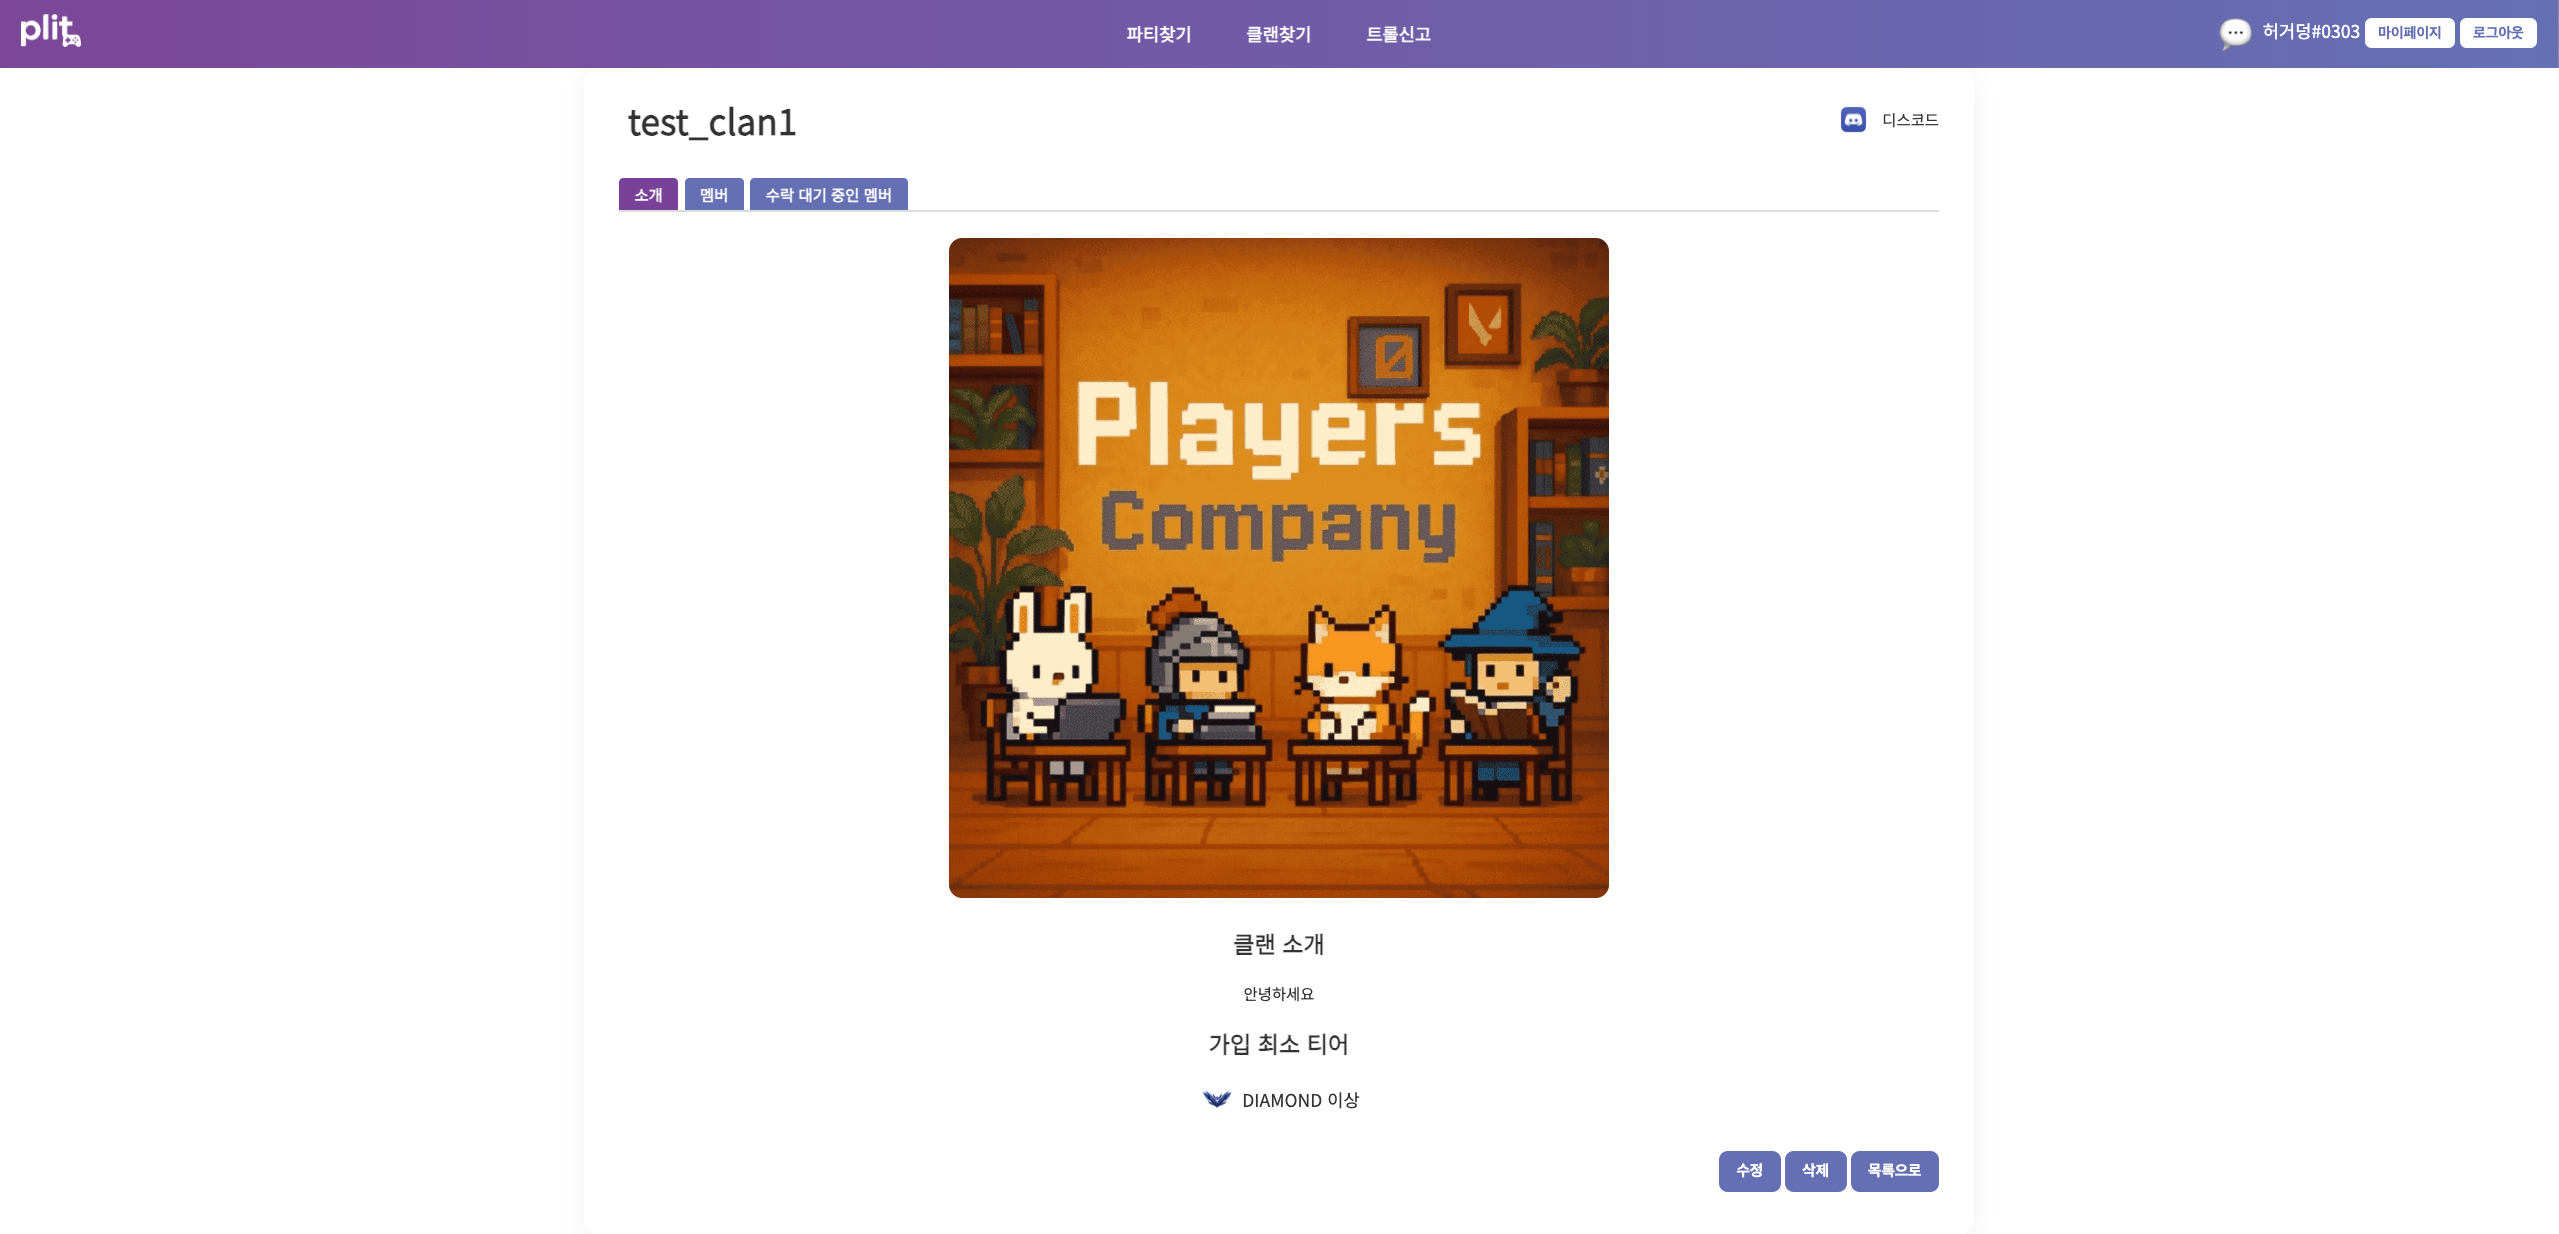 plit
파티찾기 클랜찾기 트롤신고
허거덩#0303 마이페이지 로그아웃
test_clan1
디스코드
소개 멤버 수락 대기 중인 멤버
Players
Company
클랜 소개
안녕하세요
가입 최소 티어
DIAMOND 이상
수정 삭제 목록으로